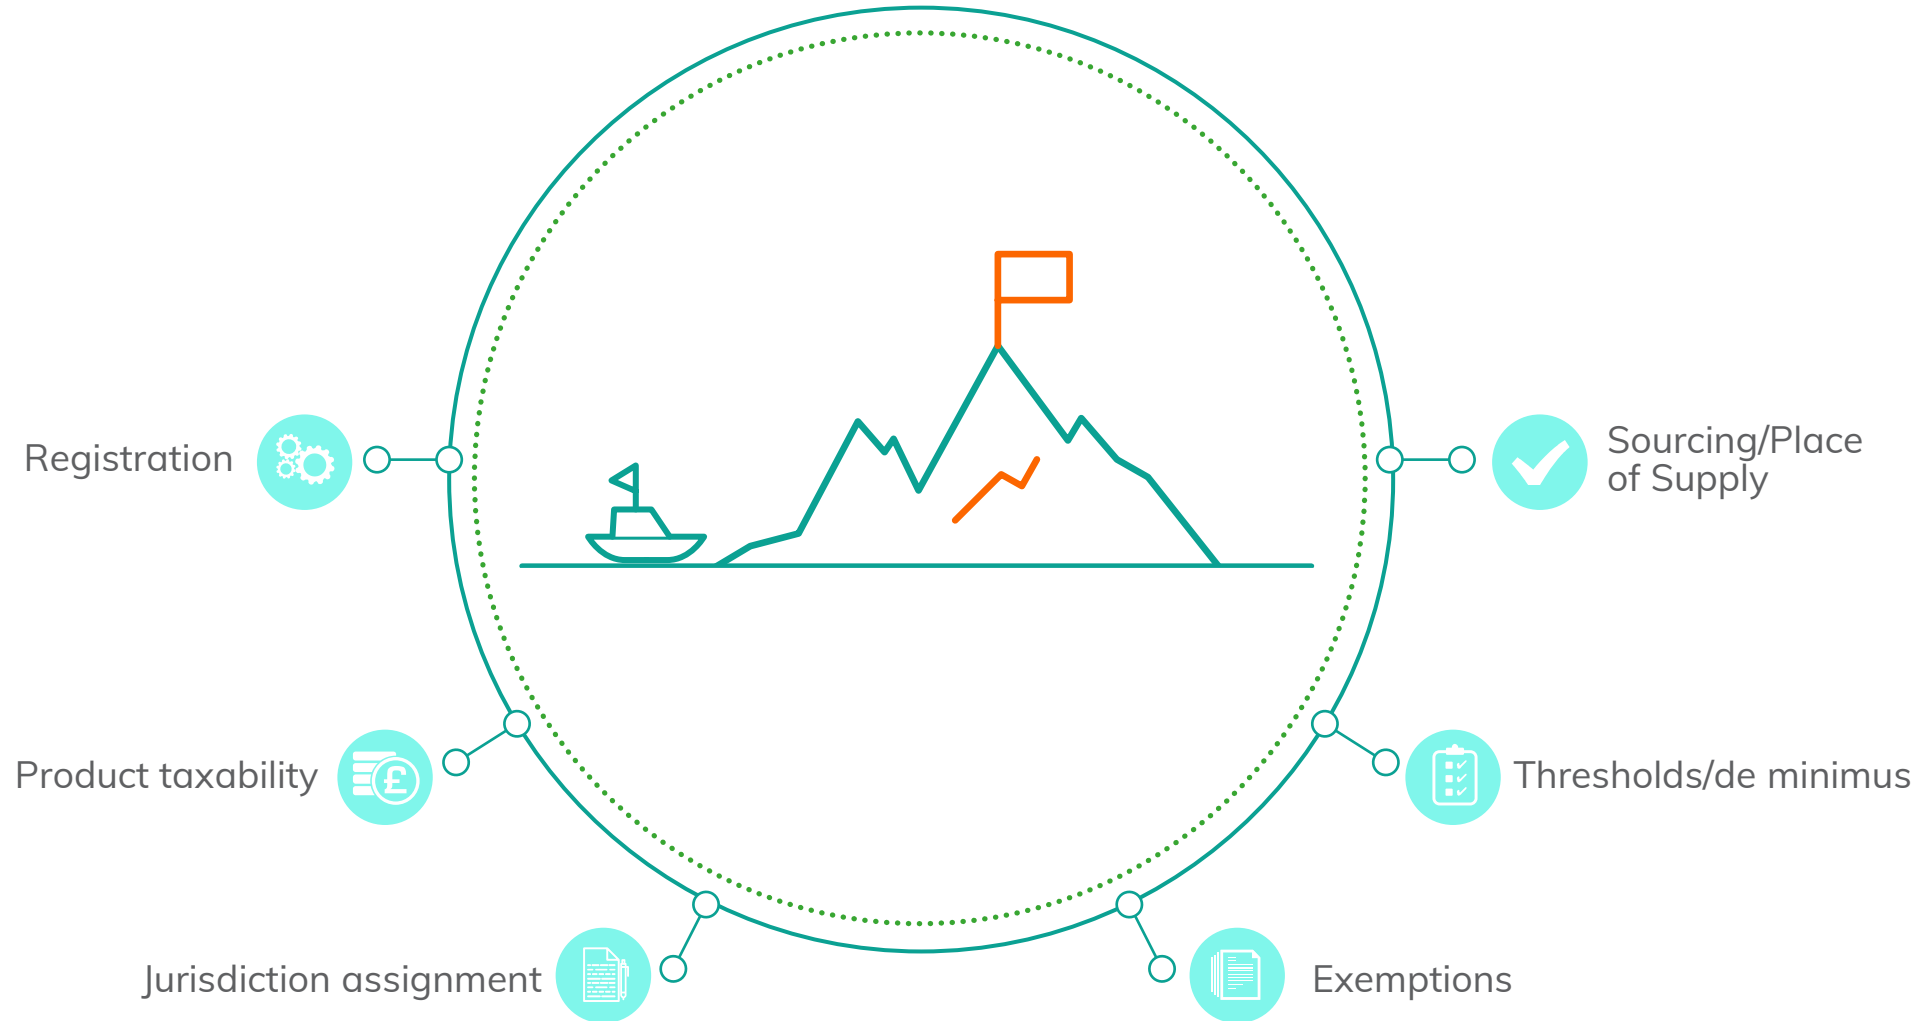 Registration
Sourcing/Place
of Supply
Product taxability
£
Thresholds/de minimus
Jurisdiction assignment
Exemptions